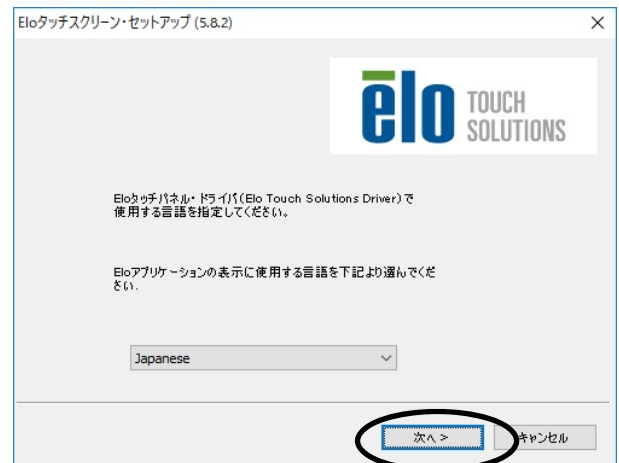 Eloタッチスクリーン・セットアップ (5.8.2)
elo TOUCH
SOLUTIONS
Eloタッチパネル・ドライバ(Elo Touch Solutions Driver)で
使用する言語を指定してください。
Eloアプリケーションの表示に使用する言語を下記より選んでくだ
さい.
Japanese
次へ >
キャンセル